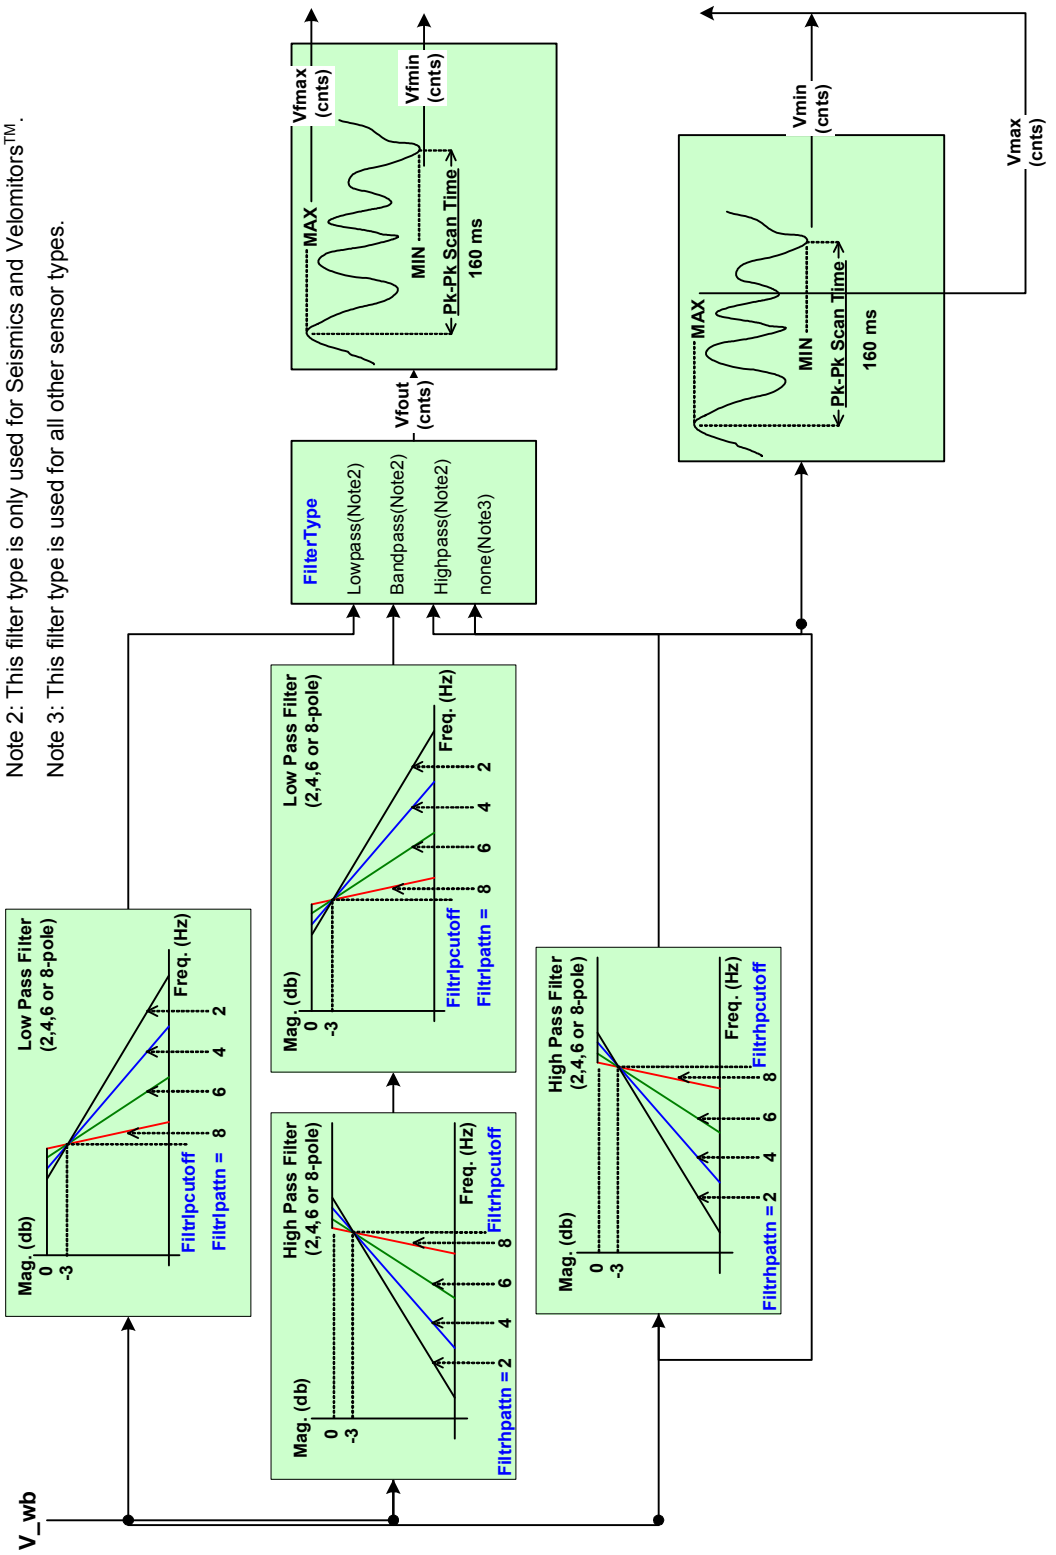 Note 2: This filter type is only used for Seismics and Velomitors™.
Note 3: This filter type is used for all other sensor types.
V_wb
Low Pass Filter
(2,4,6 or 8-pole)
Mag. (db)
0
-3
Freq. (Hz)
Filtrlpcutoff
Filtrlpattn =
8
6
4
2
High Pass Filter
(2,4,6 or 8-pole)
Mag. (db)
0
-3
Freq. (Hz)
Filtrhpcutoff
Filtrhpattn = 2
4
6
8
Low Pass Filter
(2,4,6 or 8-pole)
Mag. (db)
0
-3
Freq. (Hz)
Filtrlpcutoff
Filtrlpattn =
8
6
4
2
High Pass Filter
(2,4,6 or 8-pole)
Mag. (db)
0
-3
Freq. (Hz)
Filtrhpcutoff
Filtrhpattn = 2
4
6
8
FilterType
Lowpass(Note2)
Bandpass(Note2)
Highpass(Note2)
none(Note3)
Vfout
(cnts)
MAX
MIN
Pk-Pk Scan Time
160 ms
Vfmax
(cnts)
Vfmin
(cnts)
MAX
MIN
Pk-Pk Scan Time
160 ms
Vmin
(cnts)
Vmax
(cnts)